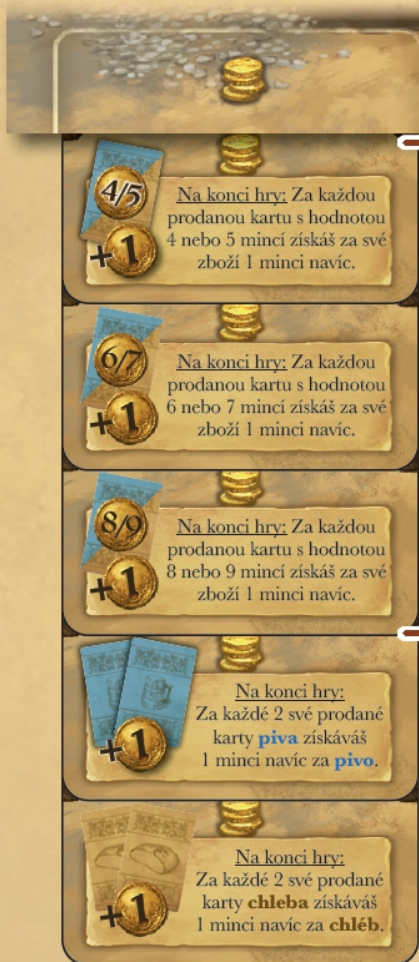 4/5
+1
Na konci hry: Za každou
prodanou kartu s hodnotou
4 nebo 5 mincí získáš za své
zboží 1 minci navíc.
6/7
+1
Na konci hry: Za každou
prodanou kartu s hodnotou
6 nebo 7 mincí získáš za své
zboží 1 minci navíc.
8/9
+1
Na konci hry: Za každou
prodanou kartu s hodnotou
8 nebo 9 mincí získáš za své
zboží 1 minci navíc.
+1
Na konci hry:
Za každé 2 své prodané
karty piva získáváš
1 minci navíc za pivo.
+1
Na konci hry:
Za každé 2 své prodané
karty chleba získáváš
1 minci navíc za chléb.